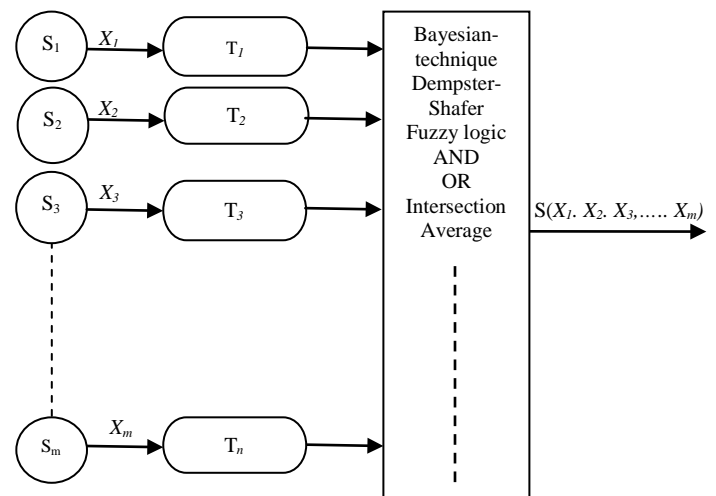 S1
X1
T1
S2
X2
T2
S3
X3
T3
Sm
Xm
Tn
Bayesian-
technique
Dempster-
Shafer
Fuzzy logic
AND
OR
Intersection
Average
S(X1. X2. X3,..... Xm)